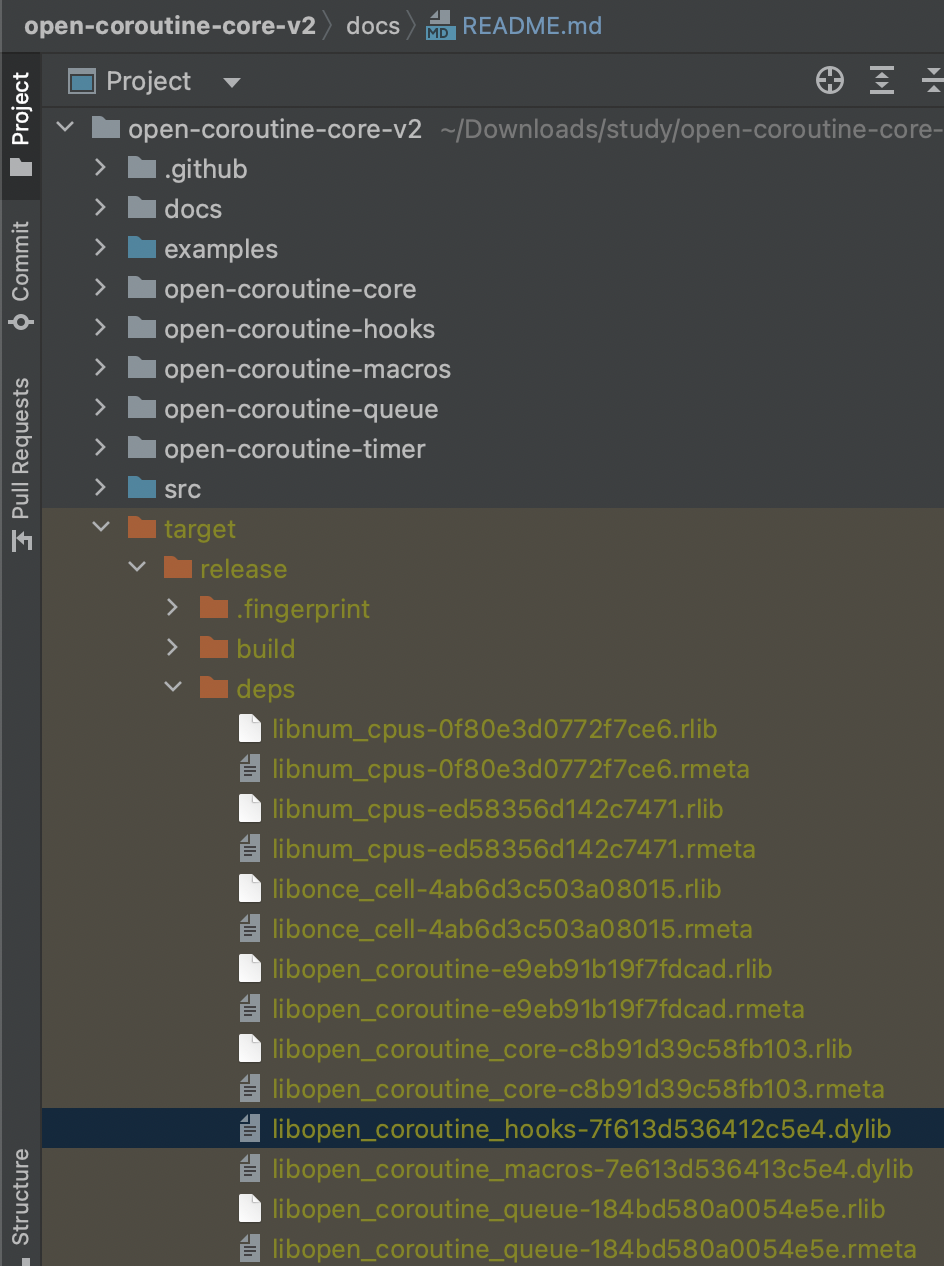 open-coroutine-core-v2 docs README.md
Project
Project
open-coroutine-core-v2 ~/Downloads/study/open-coroutine-core-
.github
docs
examples
open-coroutine-core
open-coroutine-hooks
open-coroutine-macros
open-coroutine-queue
open-coroutine-timer
src
target
release
.fingerprint
build
deps
libnum_cpus-0f80e3d0772f7ce6.rlib
libnum_cpus-0f80e3d0772f7ce6.rmeta
libnum_cpus-ed58356d142c7471.rlib
libnum_cpus-ed58356d142c7471.rmeta
libonce_cell-4ab6d3c503a08015.rlib
libonce_cell-4ab6d3c503a08015.rmeta
libopen_coroutine-e9eb91b19f7fdcad.rlib
libopen_coroutine-e9eb91b19f7fdcad.rmeta
libopen_coroutine_core-c8b91d39c58fb103.rlib
libopen_coroutine_core-c8b91d39c58fb103.rmeta
libopen_coroutine_hooks-7f613d536412c5e4.dylib
libopen_coroutine_macros-7e613d536413c5e4.dylib
libopen_coroutine_queue-184bd580a0054e5e.rlib
libopen_coroutine_queue-184bd580a0054e5e.rmeta
Commit
Pull Requests
Structure
MD